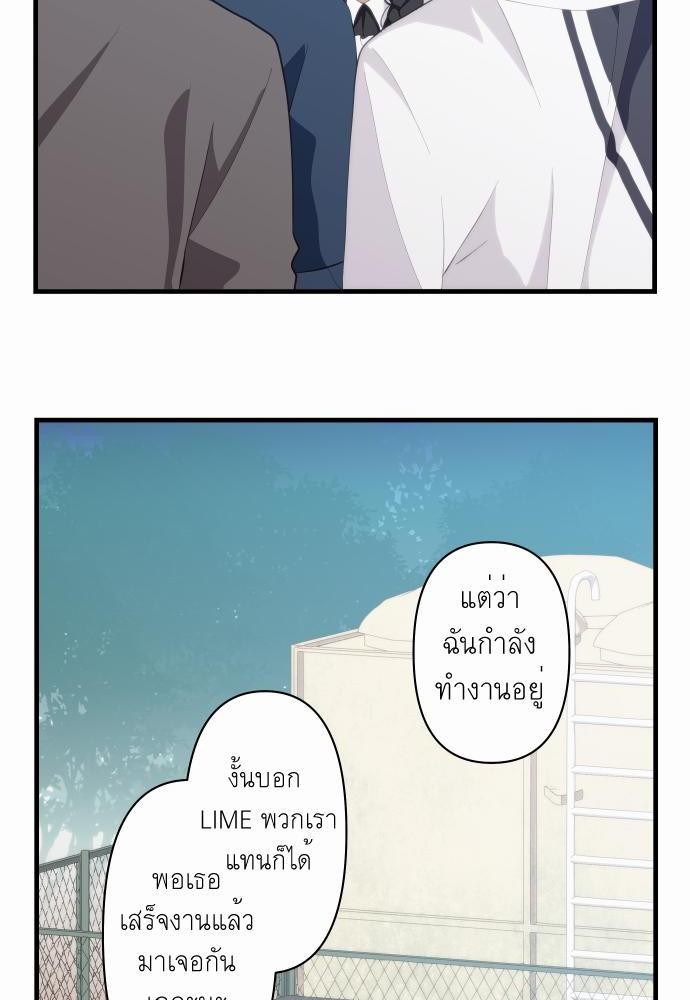 แต่ว่า
ฉันกำลัง
ทำงานอยู่
งั้นบอก
LIME พวกเรา
แทนก็ได้
พอเธอ
เสร็จงานแล้ว
มาเจอกัน